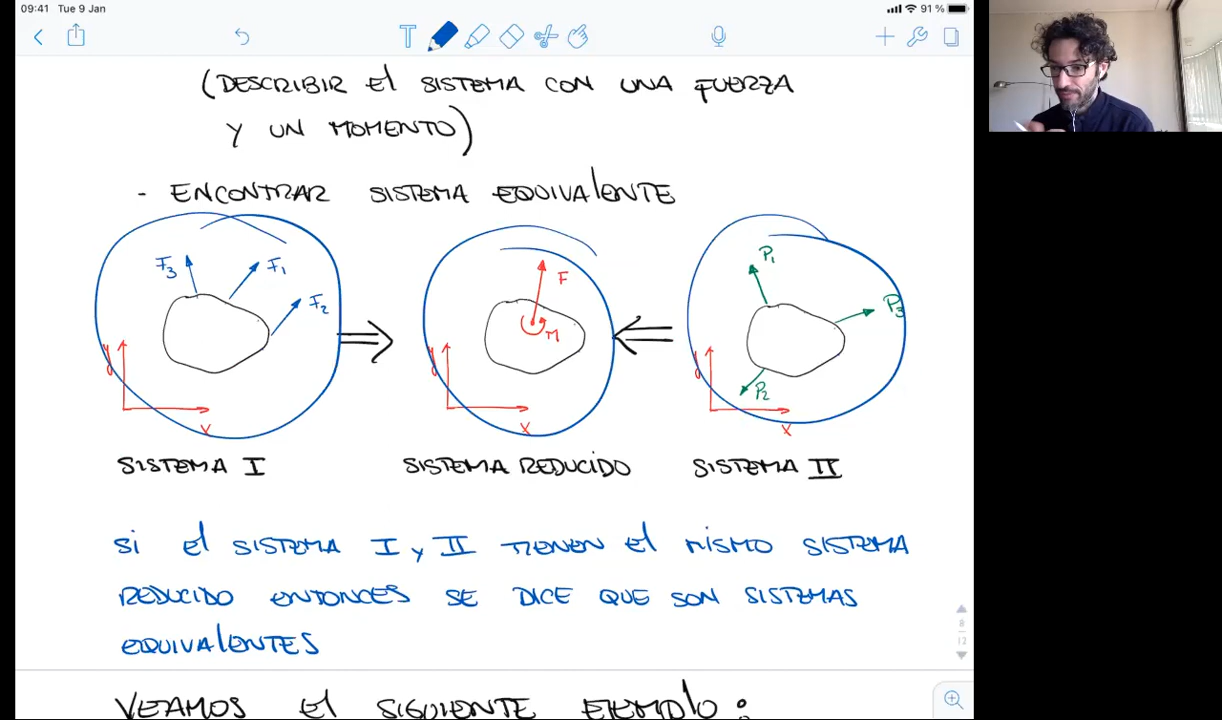 09:41 Tue 9 Jan 91 %
(DESCRIBIR El SISTEMA CON UNA FUERZA
Y UN MOMENTO)
- ENCONTRAR SISTEMA EQUIVAlENTE
F3 F1 F2
y x
F M
y x
P1 P3 P2
y x
SISTEMA I SISTEMA REDUCIDO SISTEMA II
Si El SISTEMA I y II TIENEN El MISMO SISTEMA
REDUCIDO ENTONCES SE DICE QUE SON SISTEMAS
EQUIVAlENTES
8
12
VEAMOS El SIGUIENTE EJEMPlO :